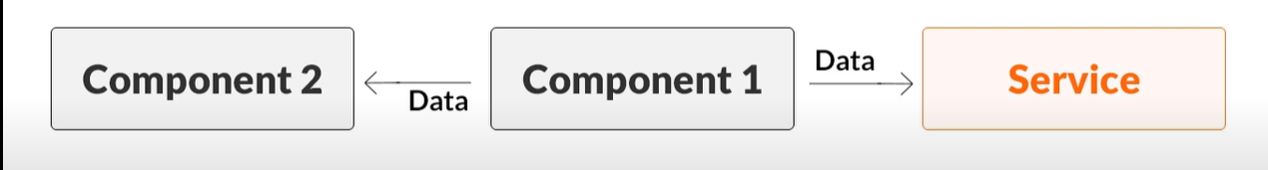 Component 2
Data
Component 1
Data
Service